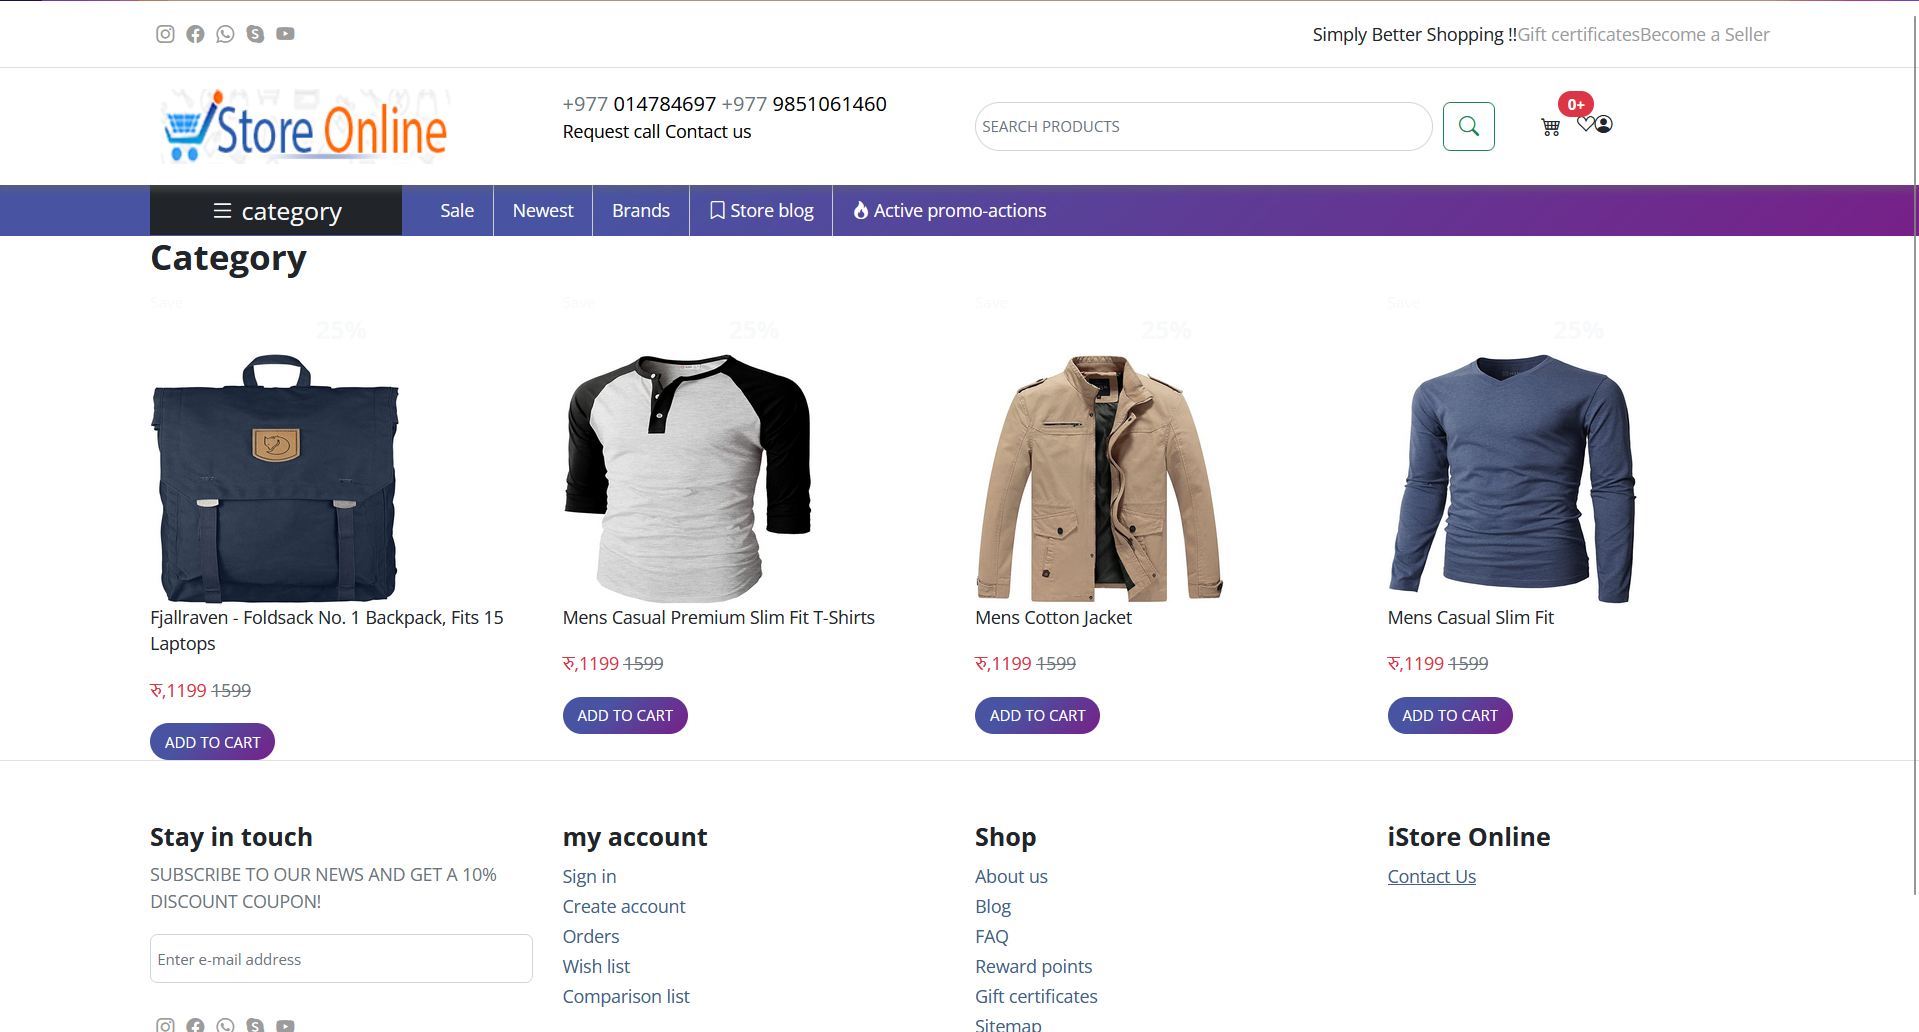 Simply Better Shopping !!Gift certificatesBecome a Seller
iStore Online
+977 014784697 +977 9851061460
Request call Contact us
SEARCH PRODUCTS
0+
category
Sale
Newest
Brands
Store blog
Active promo-actions
Category
Save
25%
Save
25%
Save
25%
Save
25%
Fjallraven - Foldsack No. 1 Backpack, Fits 15
Laptops
रु,1199 1599
ADD TO CART
Mens Casual Premium Slim Fit T-Shirts
रु,1199 1599
ADD TO CART
Mens Cotton Jacket
रु,1199 1599
ADD TO CART
Mens Casual Slim Fit
रु,1199 1599
ADD TO CART
Stay in touch
SUBSCRIBE TO OUR NEWS AND GET A 10%
DISCOUNT COUPON!
Enter e-mail address
my account
Sign in
Create account
Orders
Wish list
Comparison list
Shop
About us
Blog
FAQ
Reward points
Gift certificates
Sitemap
iStore Online
Contact Us